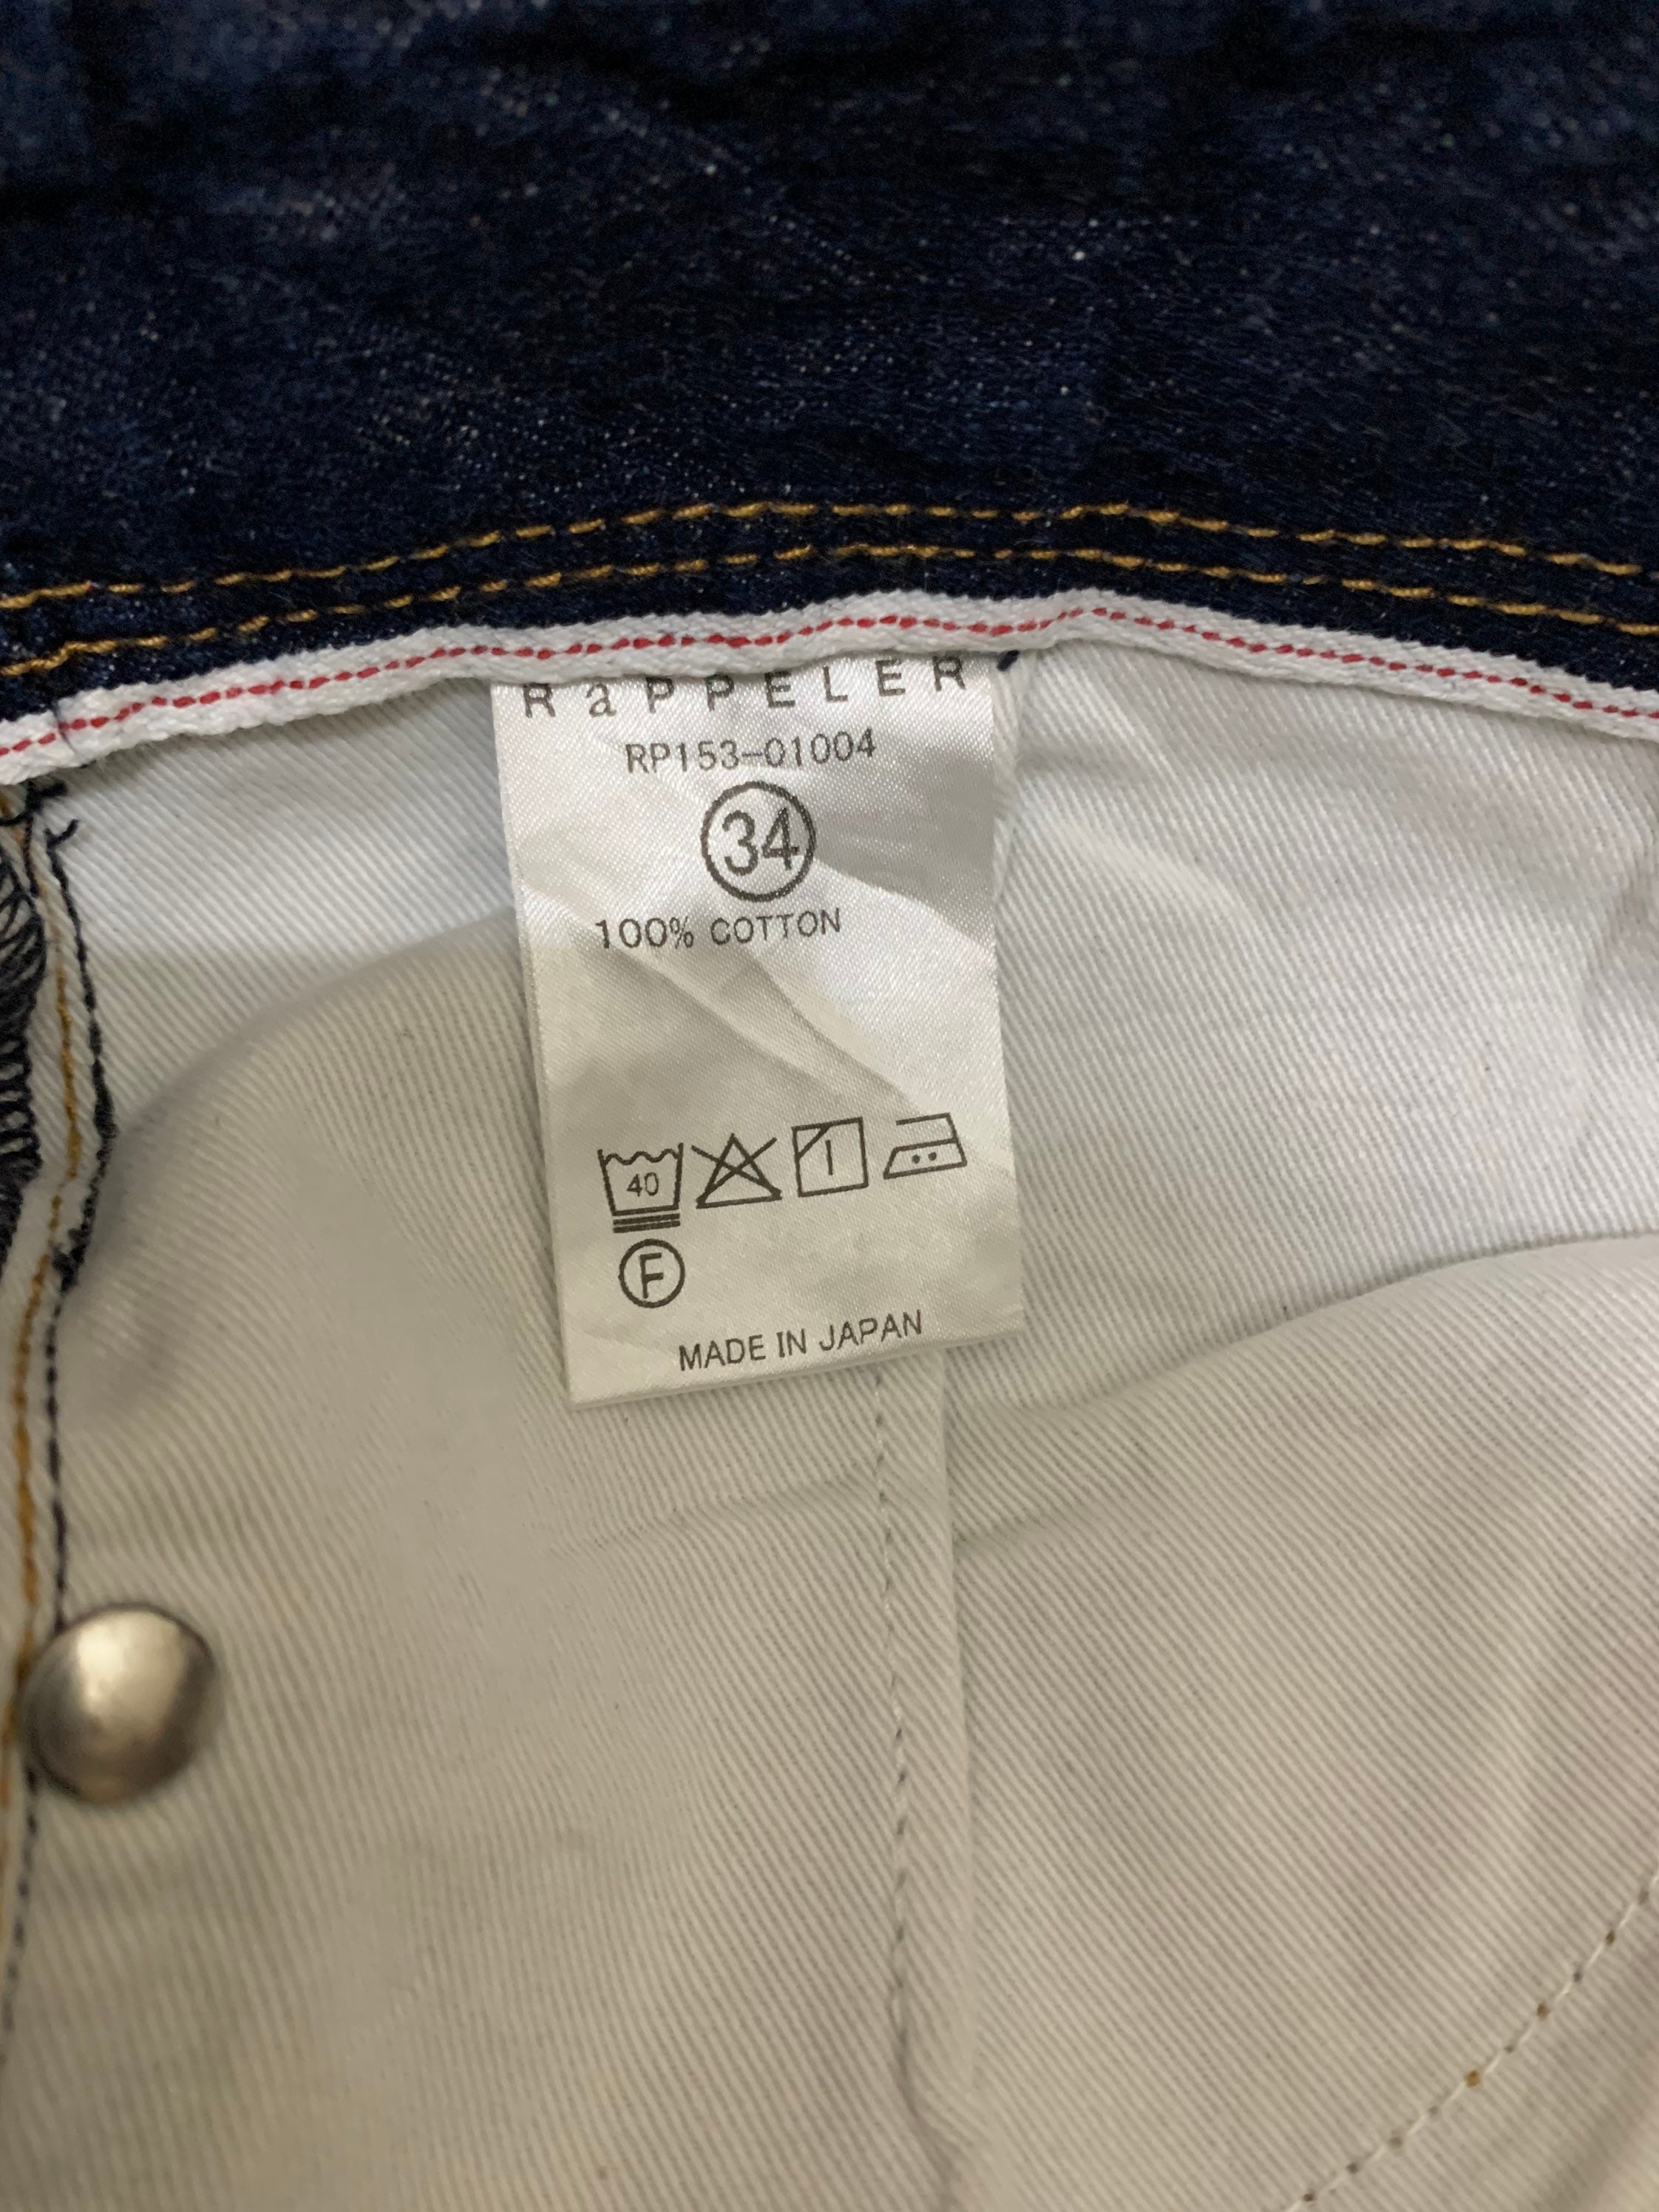 RaPPELER
RP153-01004
34
100% COTTON
40
F
MADE IN JAPAN